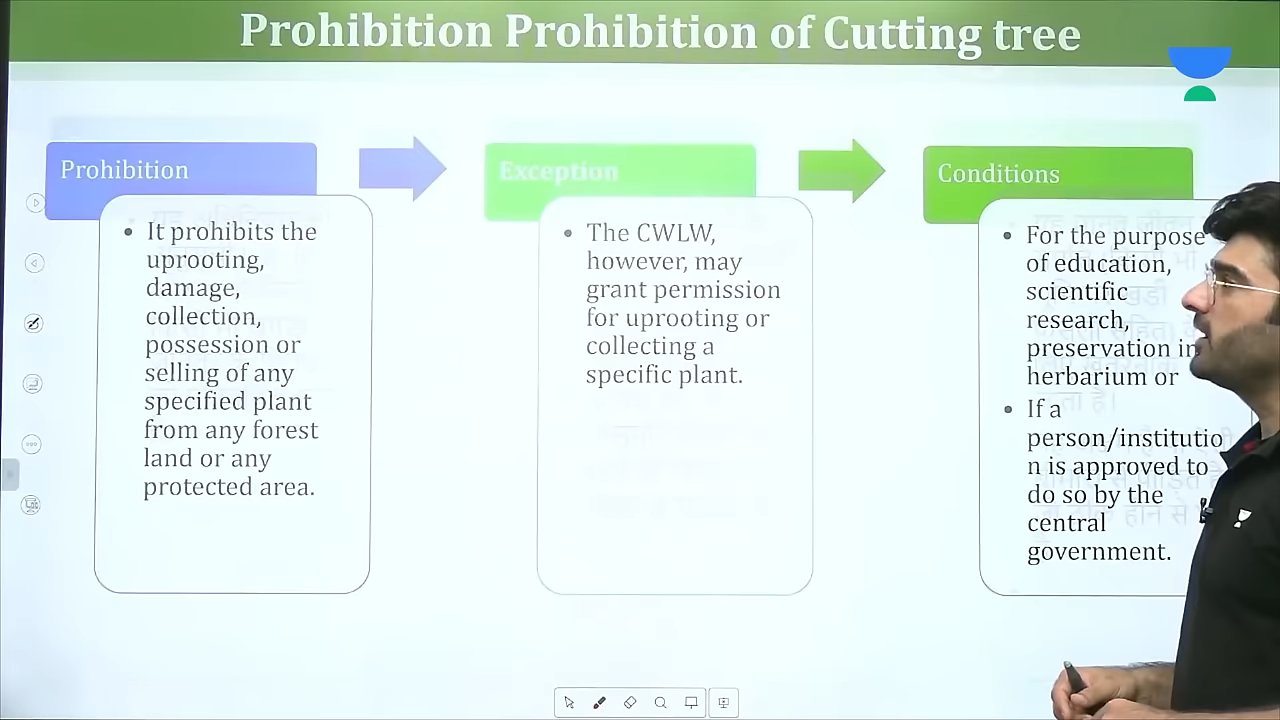 Prohibition Prohibition of Cutting tree
Prohibition
• It prohibits the
uprooting,
damage,
collection,
possession or
selling of any
specified plant
from any forest
land or any
protected area.
Exception
• The CWLW,
however, may
grant permission
for uprooting or
collecting a
specific plant.
Conditions
• For the purpose
of education,
scientific
research,
preservation in
herbarium or
• If a
person/institutio
n is approved to
do so by the
central
government.